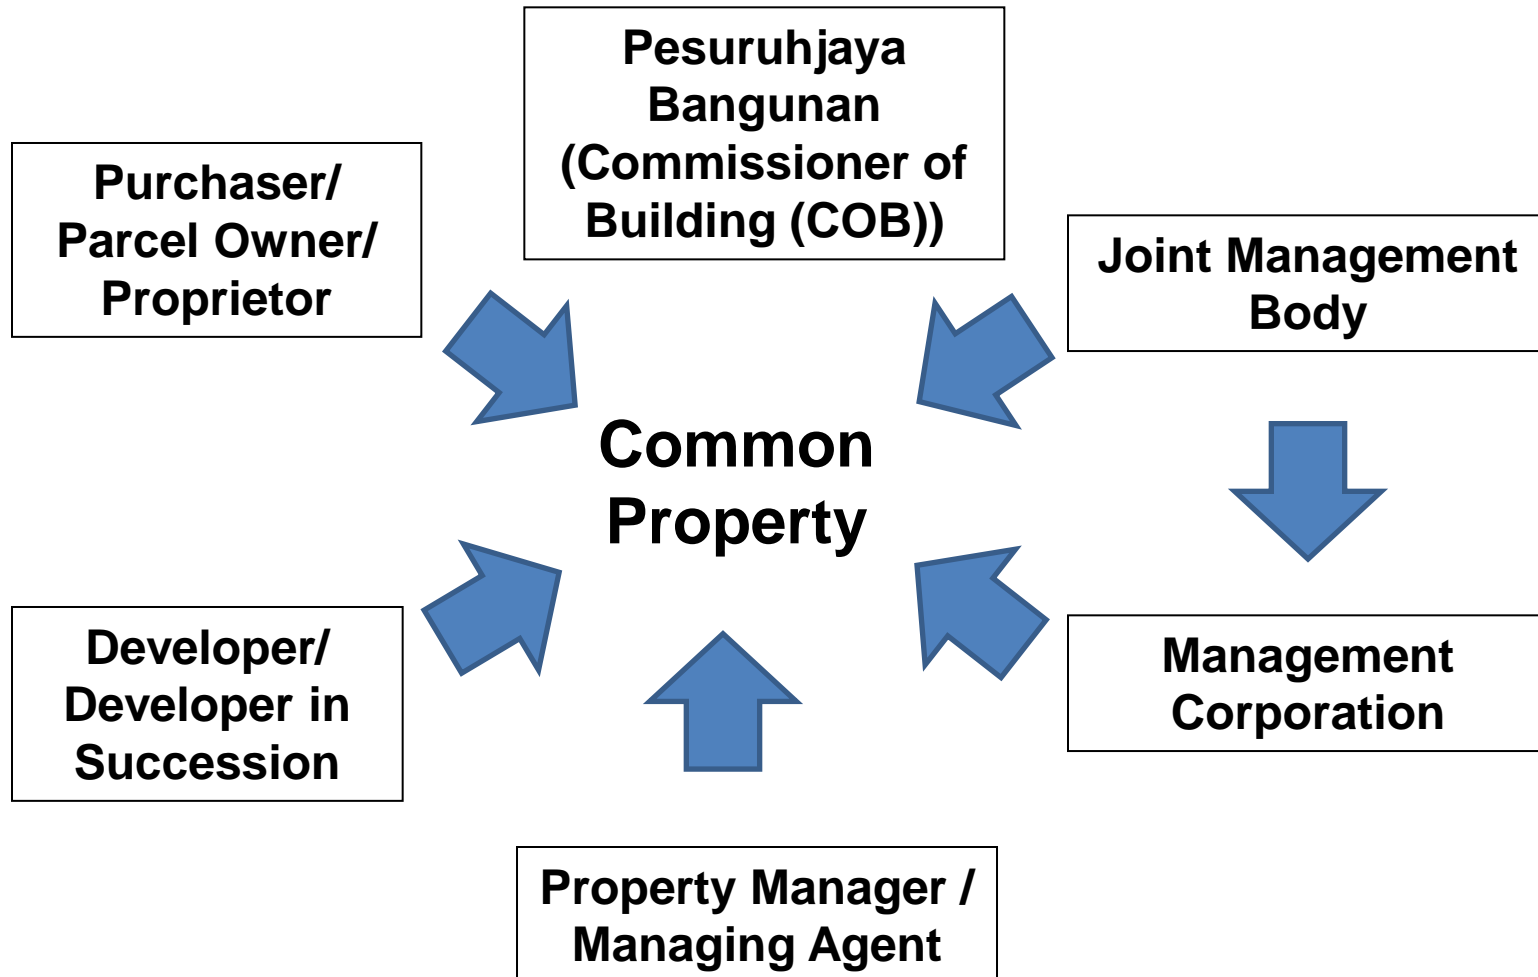 Pesuruhjaya
Bangunan
(Commissioner of
Building (COB))
Purchaser/
Parcel Owner/
Proprietor
Joint Management
Body
Common
Property
Developer/
Developer in
Succession
Management
Corporation
Property Manager /
Managing Agent